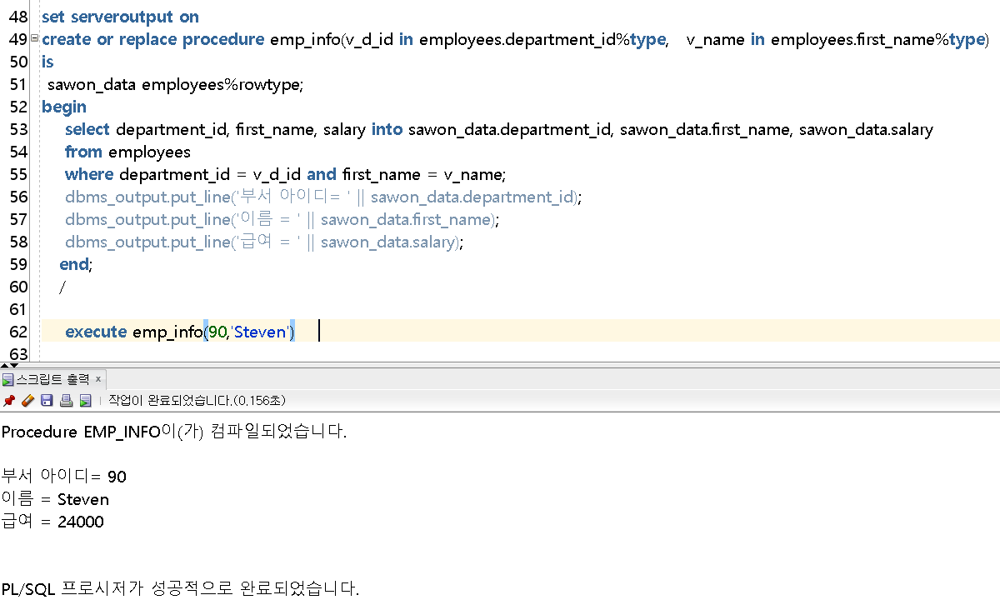 48 set serveroutput on
49 create or replace procedure emp_info(v_d_id in employees.department_id%type, v_name in employees.first_name%type)
50 is
51 sawon_data employees%rowtype;
52 begin
53 select department_id, first_name, salary into sawon_data.department_id, sawon_data.first_name, sawon_data.salary
54 from employees
55 where department_id = v_d_id and first_name = v_name;
56 dbms_output.put_line('부서 아이디= ' || sawon_data.department_id);
57 dbms_output.put_line('이름 = ' || sawon_data.first_name);
58 dbms_output.put_line('급여 = ' || sawon_data.salary);
59 end;
60 /
61
62 execute emp_info(90,'Steven')
63
스크립트 출력 x
작업이 완료되었습니다.(0.156초)
Procedure EMP_INFO이(가) 컴파일되었습니다.
부서 아이디= 90
이름 = Steven
급여 = 24000
PL/SQL 프로시저가 성공적으로 완료되었습니다.